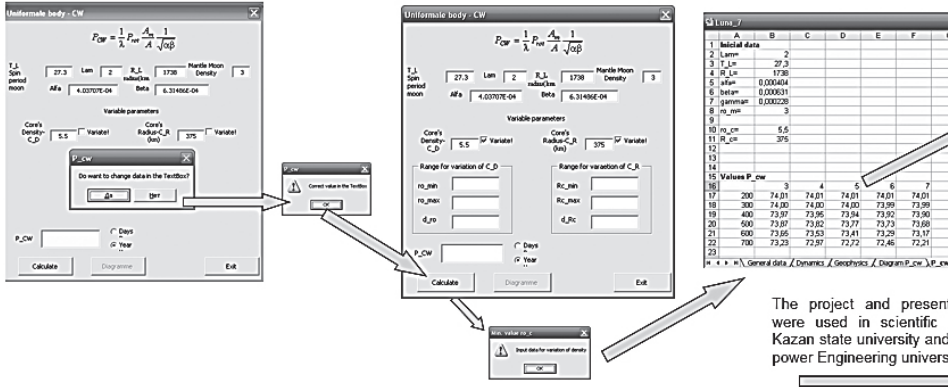 Uniformale body - CW
P_CW = 1/λ P_rot A_m/A 1/√αβ
T_L Spin period moon 27.3 Lam 2 R_L radius(km 1738 Mantle Moon Density 3
Alfa 4.03707E-04 Beta 6.31486E-04
Variable parameters
Core's Density-C_D 5.5 Variate! Core's Radius-C_R (km) 375 Variate!
P_cw
Do want to change data in the TextBox?
Да Нет
P_CW Days
Year
Calculate Diagramme Exit
P_cw
Correct value in the TextBox
OK
Uniformale body - CW
P_CW = 1/λ P_rot A_m/A 1/√αβ
T_L Spin period moon 27.3 Lam 2 R_L radius(km 1738 Mantle Moon Density 3
Alfa 4.03707E-04 Beta 6.31486E-04
Variable parameters
Core's Density-C_D 5.5 Variate! Core's Radius-C_R (km) 375 Variate!
Range for variation of C_D Range for varaetion of C_R
ro_min Rc_min
ro_max Rc_max
d_ro d_Rc
P_CW Days
Year
Calculate Diagramme Exit
Min. value ro_c
Input data for variation of density
OK
Luna_7
A B C D E F
1 Inicial data
2 Lam= 2
3 T_L= 27,3
4 R_L= 1738
5 alfa= 0,000404
6 beta= 0,000631
7 gamma= 0,000228
8 ro_m= 3
9
10 ro_c= 5,5
11 R_c= 375
12
13
14
15 Values P_cw
16 3 4 5 6 7
17 200 74,01 74,01 74,01 74,01 74,01
18 300 74,00 74,00 74,00 73,99 73,99
19 400 73,97 73,95 73,94 73,92 73,90
20 500 73,87 73,82 73,77 73,73 73,68
21 600 73,65 73,53 73,41 73,29 73,17
22 700 73,23 72,97 72,72 72,46 72,21
23
General data Dynamics Geophysics Diagram P_cw P_cw
The project and present
were used in scientific
Kazan state university and
power Engineering univers